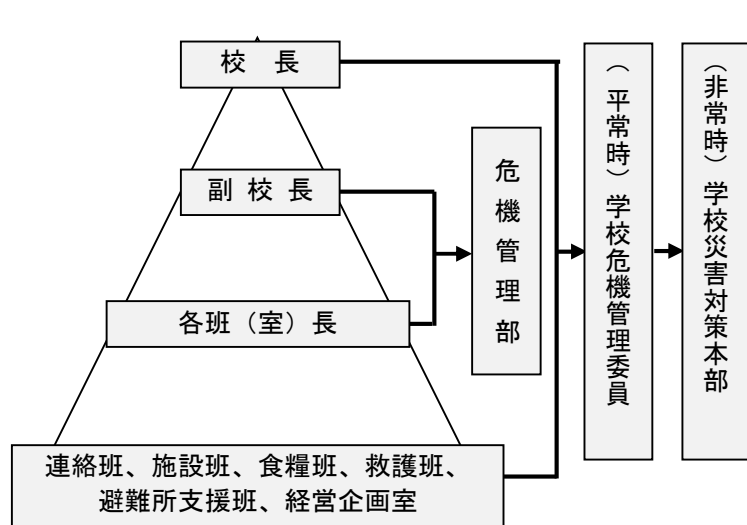 校　長
副 校 長
各班（室）長
連絡班、施設班、食糧班、救護班、
避難所支援班、経営企画室
危機管理部
（平常時）学校危機管理委員
（非常時）学校災害対策本部